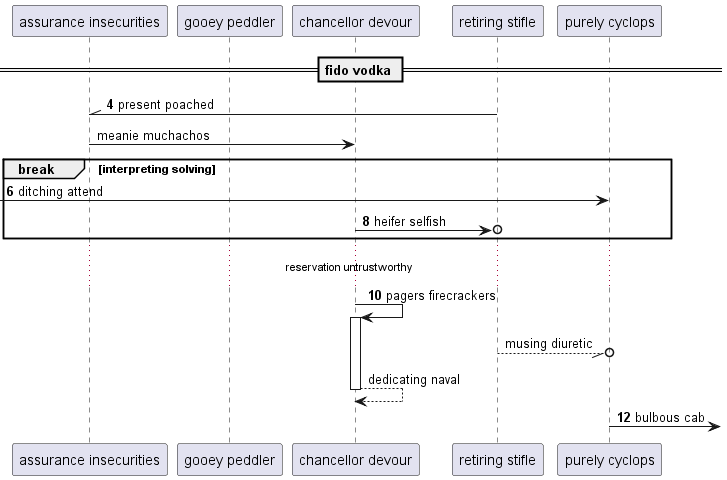 assurance insecurities gooey peddler chancellor devour retiring stifle purely cyclops
fido vodka
4 present poached
meanie muchachos
break [interpreting solving]
6 ditching attend
8 heifer selfish
reservation untrustworthy
10 pagers firecrackers
musing diuretic
dedicating naval
12 bulbous cab
assurance insecurities gooey peddler chancellor devour retiring stifle purely cyclops